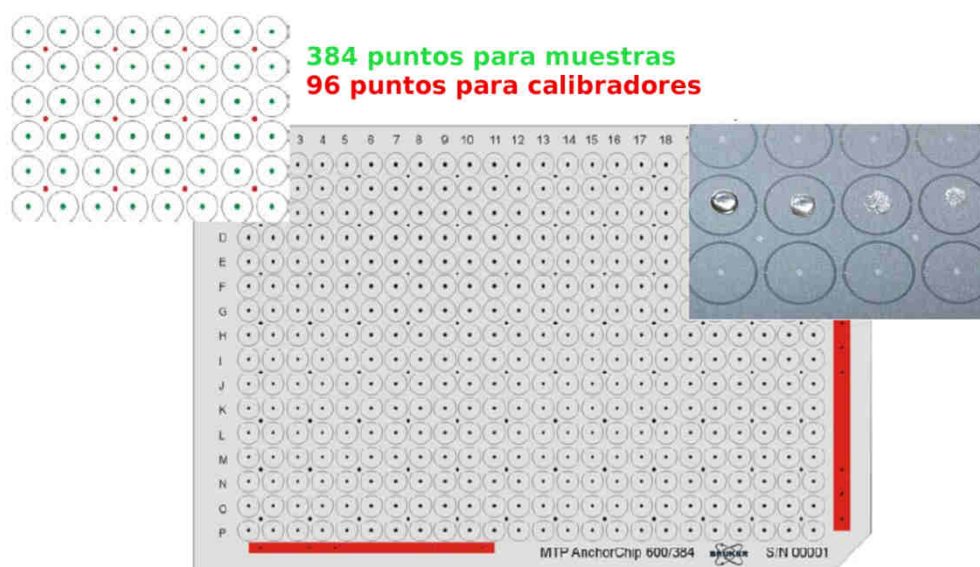 384 puntos para muestras
96 puntos para calibradores
3 4 5 6 7 8 9 10 11 12 13 14 15 16 17 18
D
E
F
G
H
I
J
K
L
M
N
O
P
MTP AnchorChip 600/384 BRUKER S/N 00001